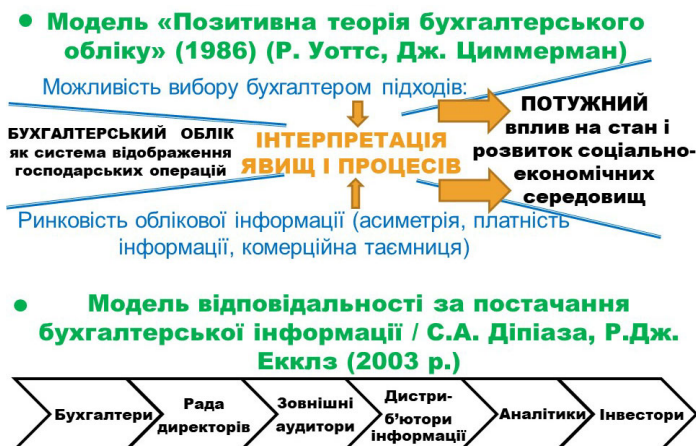 • Модель «Позитивна теорія бухгалтерського
обліку» (1986) (Р. Уоттс, Дж. Циммерман)
Можливість вибору бухгалтером підходів:
БУХГАЛТЕРСЬКИЙ ОБЛІК
як система відображення
господарських операцій
ІНТЕРПРЕТАЦІЯ
ЯВИЩ І ПРОЦЕСІВ
ПОТУЖНИЙ
вплив на стан і
розвиток соціально-
економічних
середовищ
Ринковість облікової інформації (асиметрія, платність
інформації, комерційна таємниця)
• Модель відповідальності за постачання
бухгалтерської інформації / С.А. Діпіаза, Р.Дж.
Екклз (2003 р.)
Бухгалтери
Рада
директорів
Зовнішні
аудитори
Дистри-
б’ютори
інформації
Аналітики
Інвестори